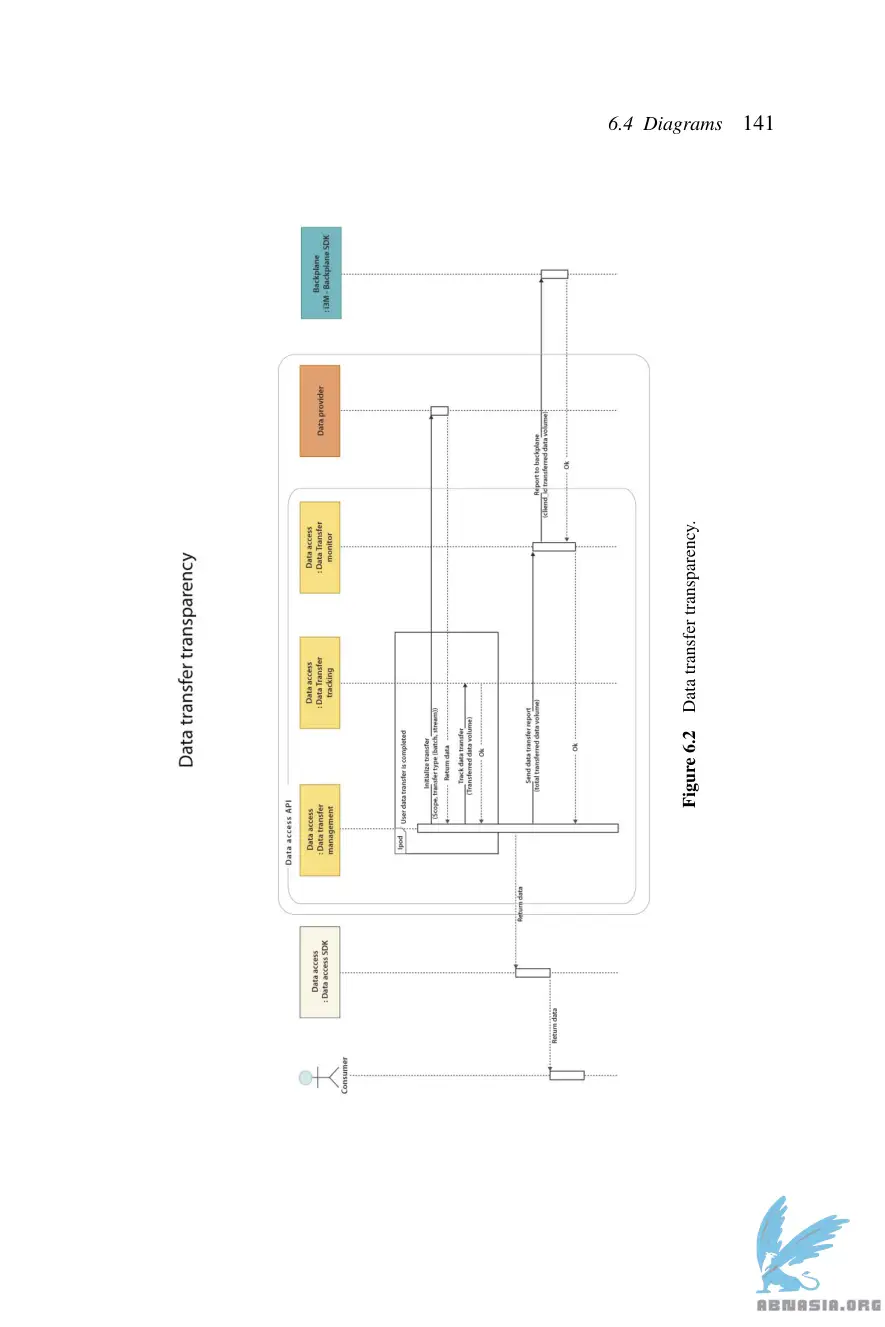 6.4 Diagrams 141
Data transfer transparency
Consumer
Data access
: Data access SDK
Data access API
Data access
: Data transfer
management
Data access
: Data Transfer
tracking
Data access
: Data Transfer
monitor
Data provider
Backplane
: i3M - Backplane SDK
lpod
User data transfer is completed
Initialize transfer
(Scope, transfer type (batch, stream))
Return data
Track data transfer
(Transferred data volume)
Ok
Return data
Send data transfer report
(total transferred data volume)
Report to backplane
(cliend_ic transferred data volume)
Ok
Ok
Return data
Figure 6.2 Data transfer transparency.
ABNASIA.ORG